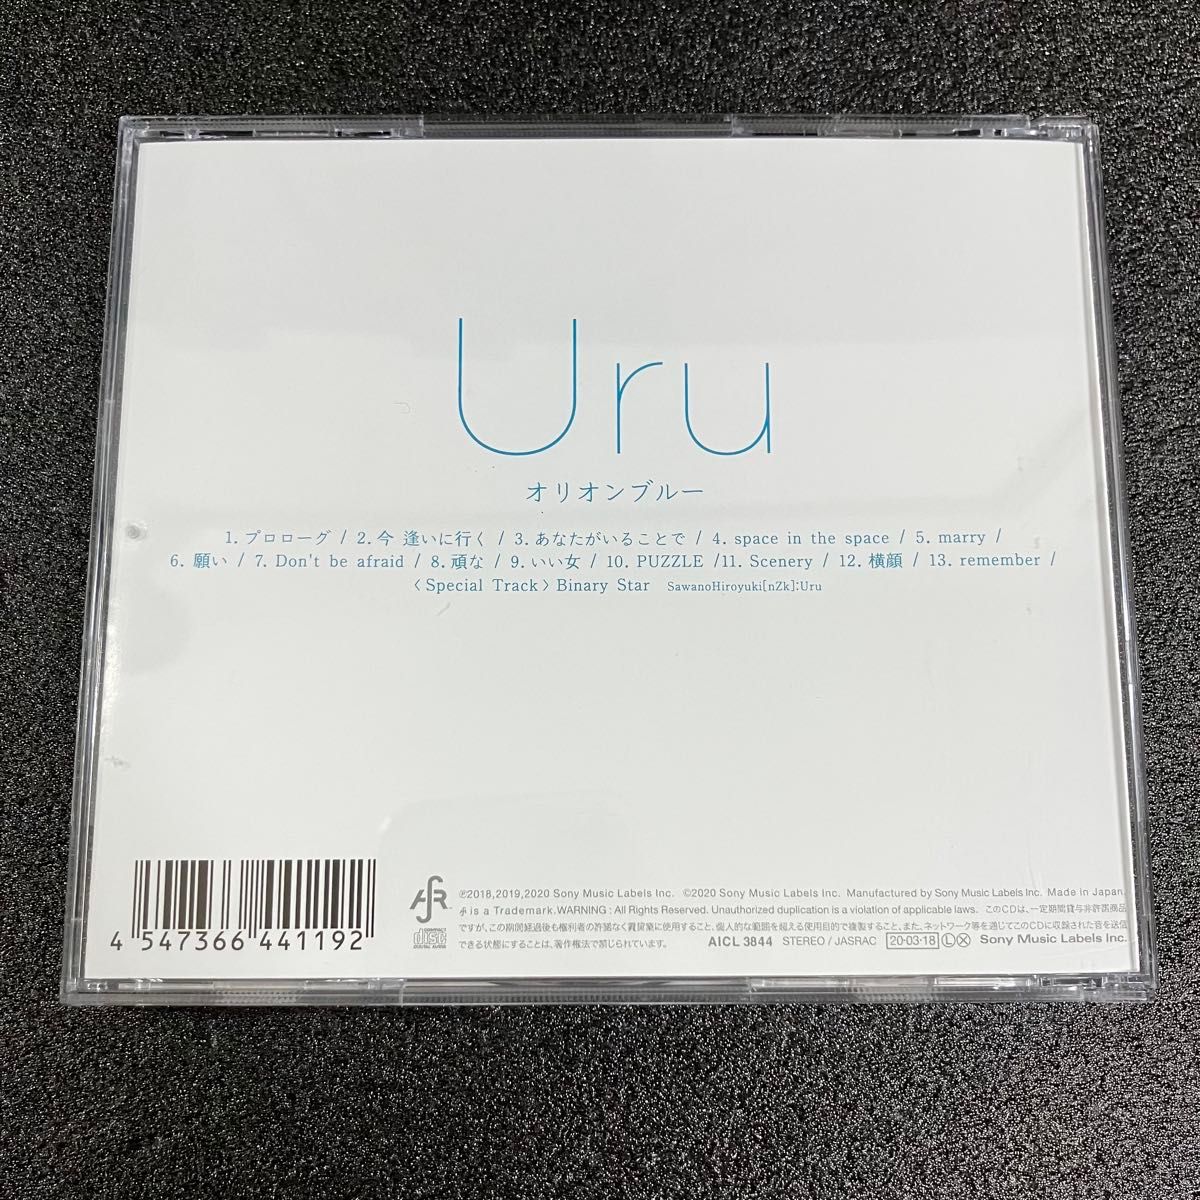 Uru
オリオンブルー
1. プロローグ / 2. 今 逢いに行く / 3. あなたがいることで / 4. space in the space / 5. marry /
6. 願い / 7. Don't be afraid / 8. 頑な / 9. いい女 / 10. PUZZLE /11. Scenery / 12. 横顔 / 13. remember /
〈Special Track〉Binary Star SawanoHiroyuki[nZk]:Uru
4 547366 441192
℗2018,2019,2020 Sony Music Labels Inc. ©2020 Sony Music Labels Inc. Manufactured by Sony Music Labels Inc. Made in Japan.
is a Trademark. WARNING : All Rights Reserved. Unauthorized duplication is a violation of applicable laws. このCDは、一定期間貸与非許諾商品
ですが、この期間経過後も権利者の許諾なく賃貸業に使用すること、個人的な範囲を超える使用目的で複製すること、また、ネットワーク等を通じてこのCDに収録された音を送信
できる状態にすることは、著作権法で禁じられています。 AICL 3844 STEREO / JASRAC 20·03·18 Ⓛ Ⓧ Sony Music Labels Inc.
COMPACT
disc
DIGITAL AUDIO